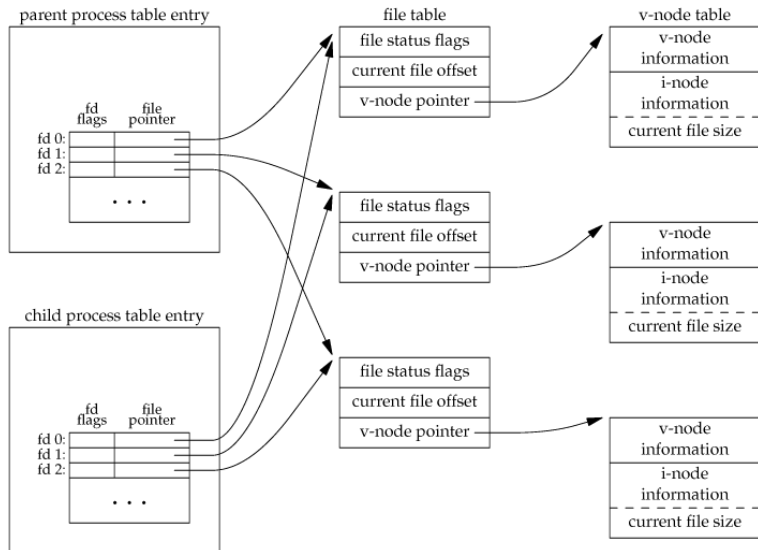 parent process table entry
fd
flags
file
pointer
fd 0:
fd 1:
fd 2:
. . .
child process table entry
fd
flags
file
pointer
fd 0:
fd 1:
fd 2:
. . .
file table
file status flags
current file offset
v-node pointer
file status flags
current file offset
v-node pointer
file status flags
current file offset
v-node pointer
v-node table
v-node
information
i-node
information
current file size
v-node
information
i-node
information
current file size
v-node
information
i-node
information
current file size